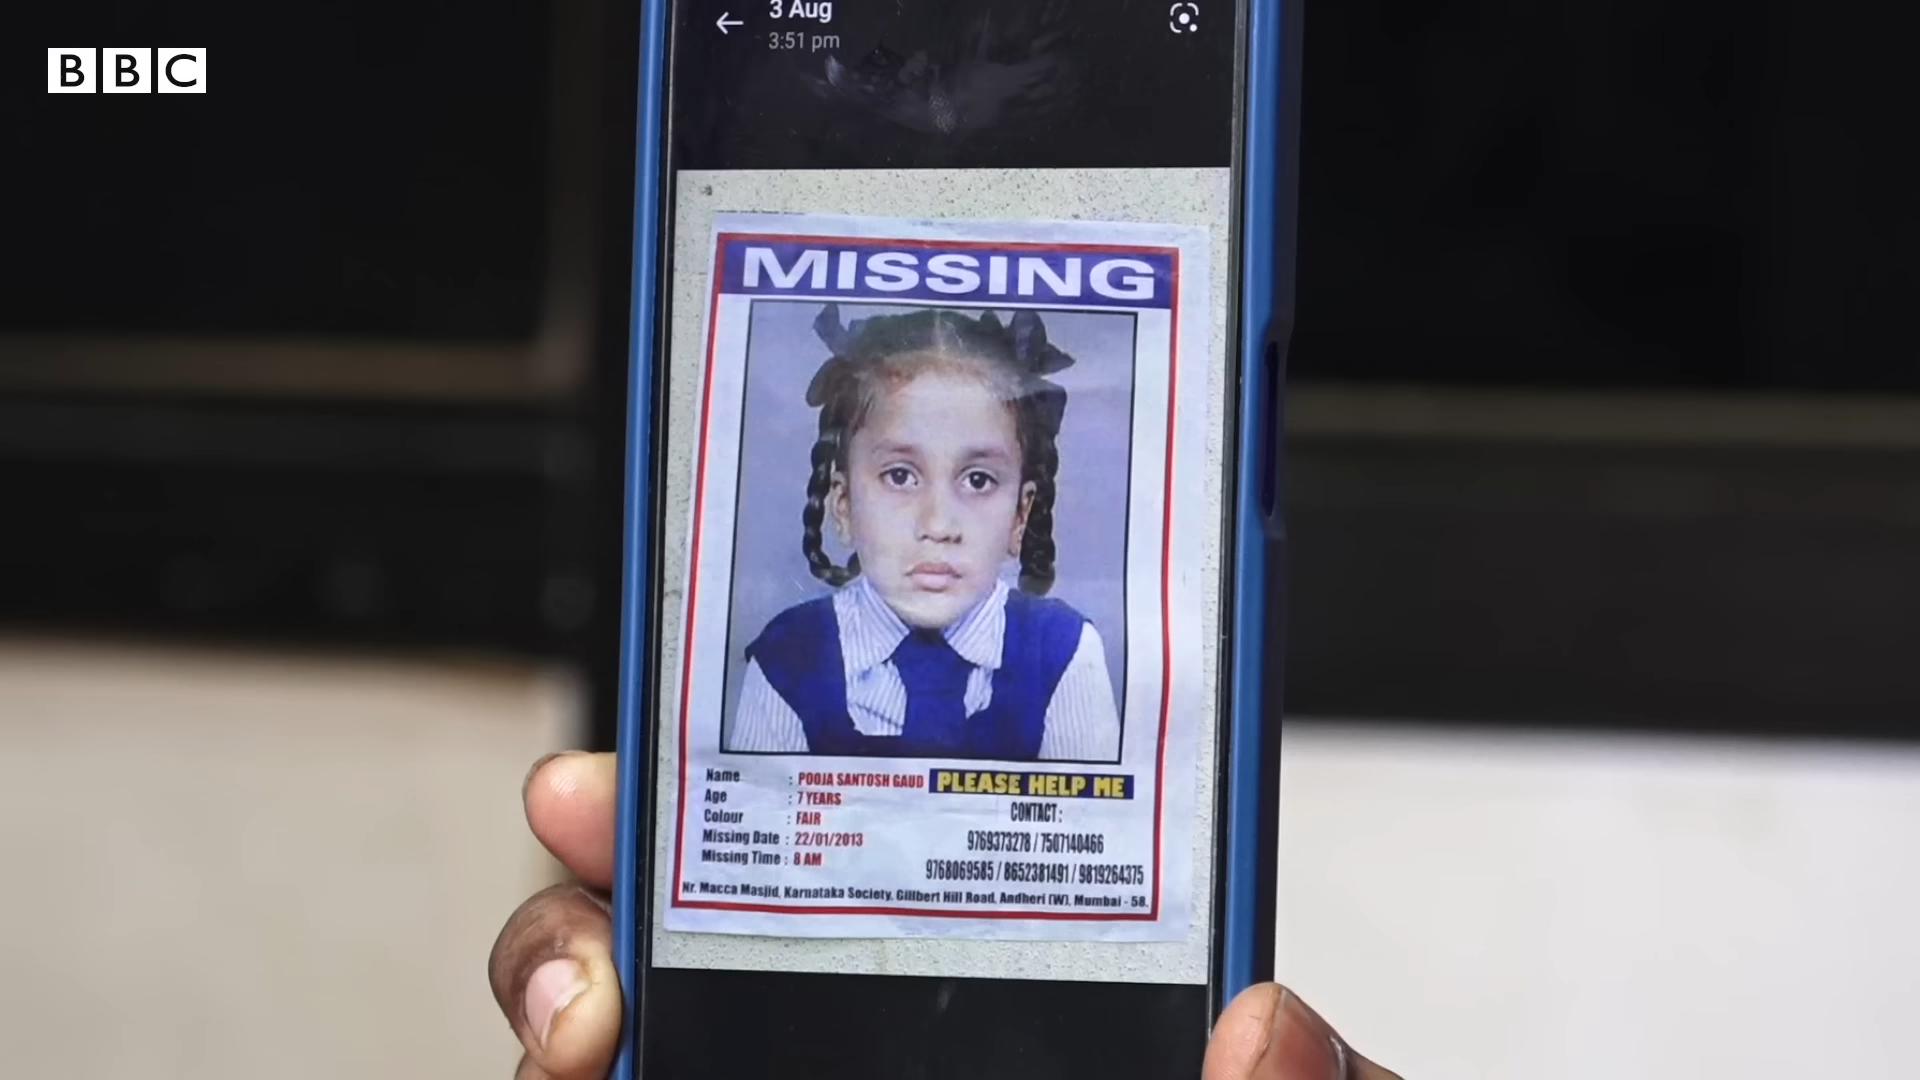 BBC
3 Aug
3:51 pm
MISSING
Name : POOJA SANTOSH GAUD
Age : 7 YEARS
Colour : FAIR
Missing Date : 22/01/2013
Missing Time : 8 AM
PLEASE HELP ME
CONTACT :
9769373278 / 7507140466
9768069585 / 8652381491 / 9819264375
Nr. Macca Masjid, Karnataka Society, Gillbert Hill Road, Andheri (W), Mumbai - 58.